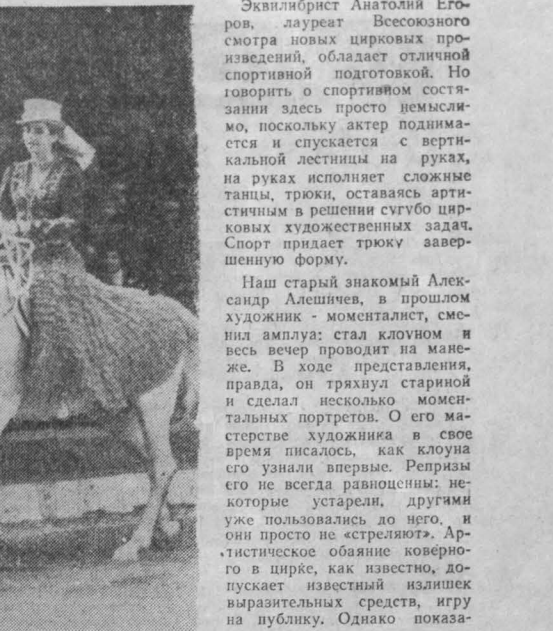 Эквилибрист Анатолий Его-
ров, лауреат Всесоюзного
смотра новых цирковых про-
изведений, обладает отличной
спортивной подготовкой. Но
говорить о спортивном состя-
зании здесь просто немысли-
мо, поскольку актер поднима-
ется и спускается с верти-
кальной лестницы на руках,
на руках исполняет сложные
танцы, трюки, оставаясь арти-
стичным в решении сугубо цир-
ковых художественных задач.
Спорт придает трюку завер-
шенную форму.
Наш старый знакомый Алек-
сандр Алешичев, в прошлом
художник - моменталист, сме-
нил амплуа: стал клоуном и
весь вечер проводит на мане-
же. В ходе представления,
правда, он тряхнул стариной
и сделал несколько момен-
тальных портретов. О его ма-
стерстве художника в свое
время писалось, как клоуна
его узнали впервые. Репризы
его не всегда равноценны: не-
которые устарели, другими
уже пользовались до него, и
они просто не «стреляют». Ар-
тистическое обаяние коверно-
го в цирке, как известно, до-
пускает известный излишек
выразительных средств, игру
на публику. Однако показа-